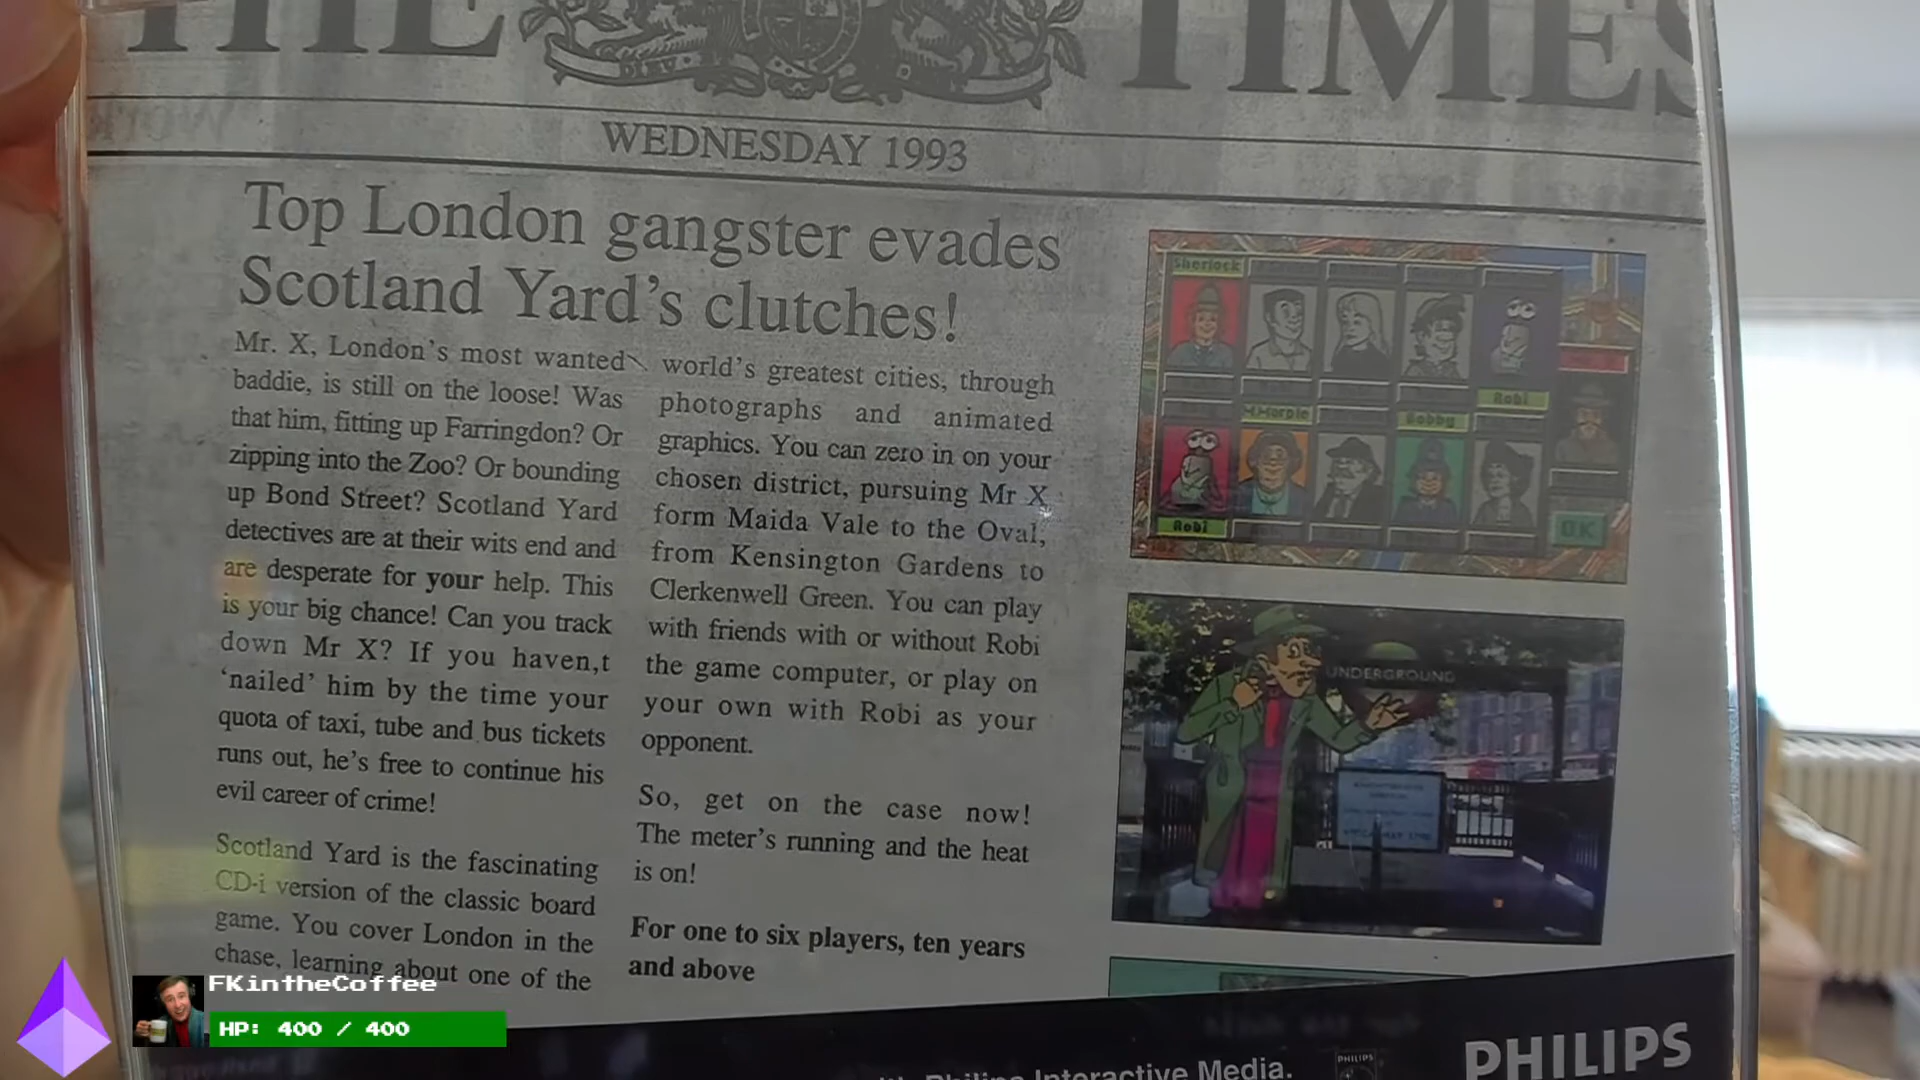 THE TIMES
WEDNESDAY 1993
Top London gangster evades
Scotland Yard's clutches!
Mr. X, London's most wanted
baddie, is still on the loose! Was
that him, fitting up Farringdon? Or
zipping into the Zoo? Or bounding
up Bond Street? Scotland Yard
detectives are at their wits end and
are desperate for your help. This
is your big chance! Can you track
down Mr X? If you haven,t
'nailed' him by the time your
quota of taxi, tube and bus tickets
runs out, he's free to continue his
evil career of crime!
Scotland Yard is the fascinating
CD-i version of the classic board
game. You cover London in the
chase, learning about one of the
world's greatest cities, through
photographs and animated
graphics. You can zero in on your
chosen district, pursuing Mr X
form Maida Vale to the Oval,
from Kensington Gardens to
Clerkenwell Green. You can play
with friends with or without Robi
the game computer, or play on
your own with Robi as your
opponent.
So, get on the case now!
The meter's running and the heat
is on!
For one to six players, ten years
and above
Sherlock
Robi
M.Marple
Bobby
Robi
OK
UNDERGROUND
Philips Interactive Media.
PHILIPS
PHILIPS
FKintheCoffee
HP: 400 / 400